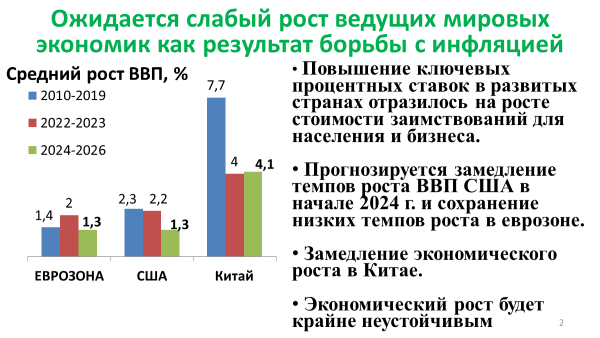 Ожидается слабый рост ведущих мировых
экономик как результат борьбы с инфляцией
Средний рост ВВП, %
2010-2019
2022-2023
2024-2026
1,4
2
1,3
2,3
2,2
1,3
7,7
4
4,1
ЕВРОЗОНА
США
Китай
• Повышение ключевых
процентных ставок в развитых
странах отразилось на росте
стоимости заимствований для
населения и бизнеса.
• Прогнозируется замедление
темпов роста ВВП США в
начале 2024 г. и сохранение
низких темпов роста в еврозоне.
• Замедление экономического
роста в Китае.
• Экономический рост будет
крайне неустойчивым
2